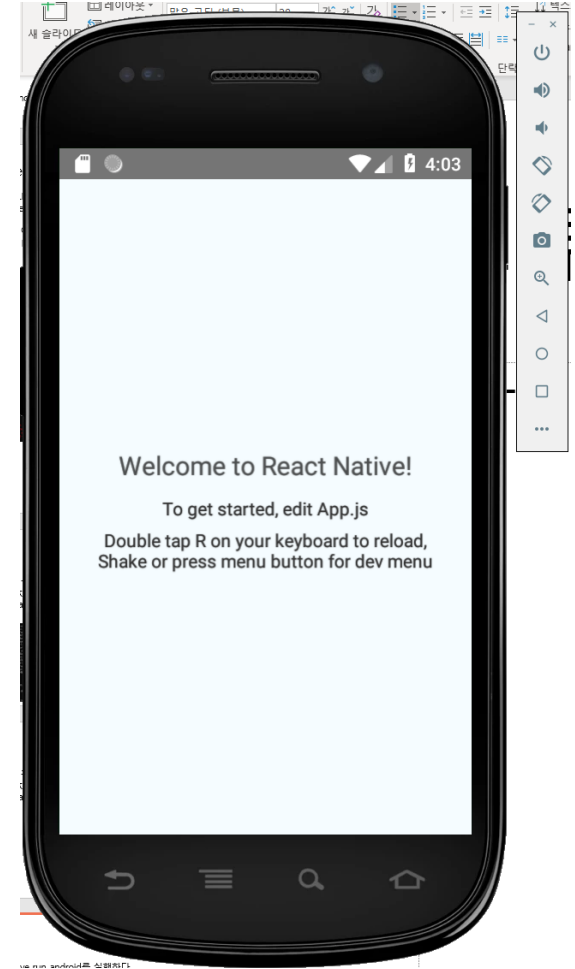 레이아웃
새 슬라이드
단락
4:03
Welcome to React Native!
To get started, edit App.js
Double tap R on your keyboard to reload,
Shake or press menu button for dev menu
run android를 실행한다